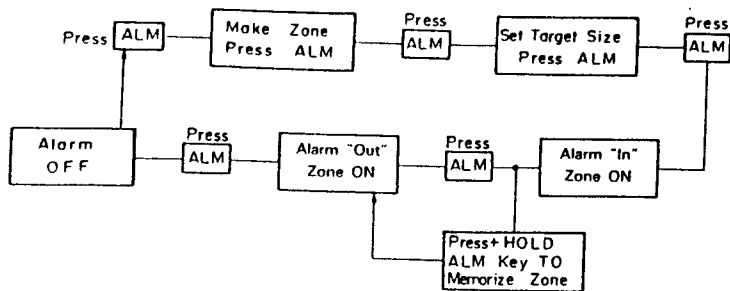 Press
ALM
Make Zone
Press ALM
Press
ALM
Set Target Size
Press ALM
Press
ALM
Alarm
OFF
Press
ALM
Alarm "Out"
Zone ON
Press
ALM
Alarm "In"
Zone ON
Press + HOLD
ALM Key TO
Memorize Zone